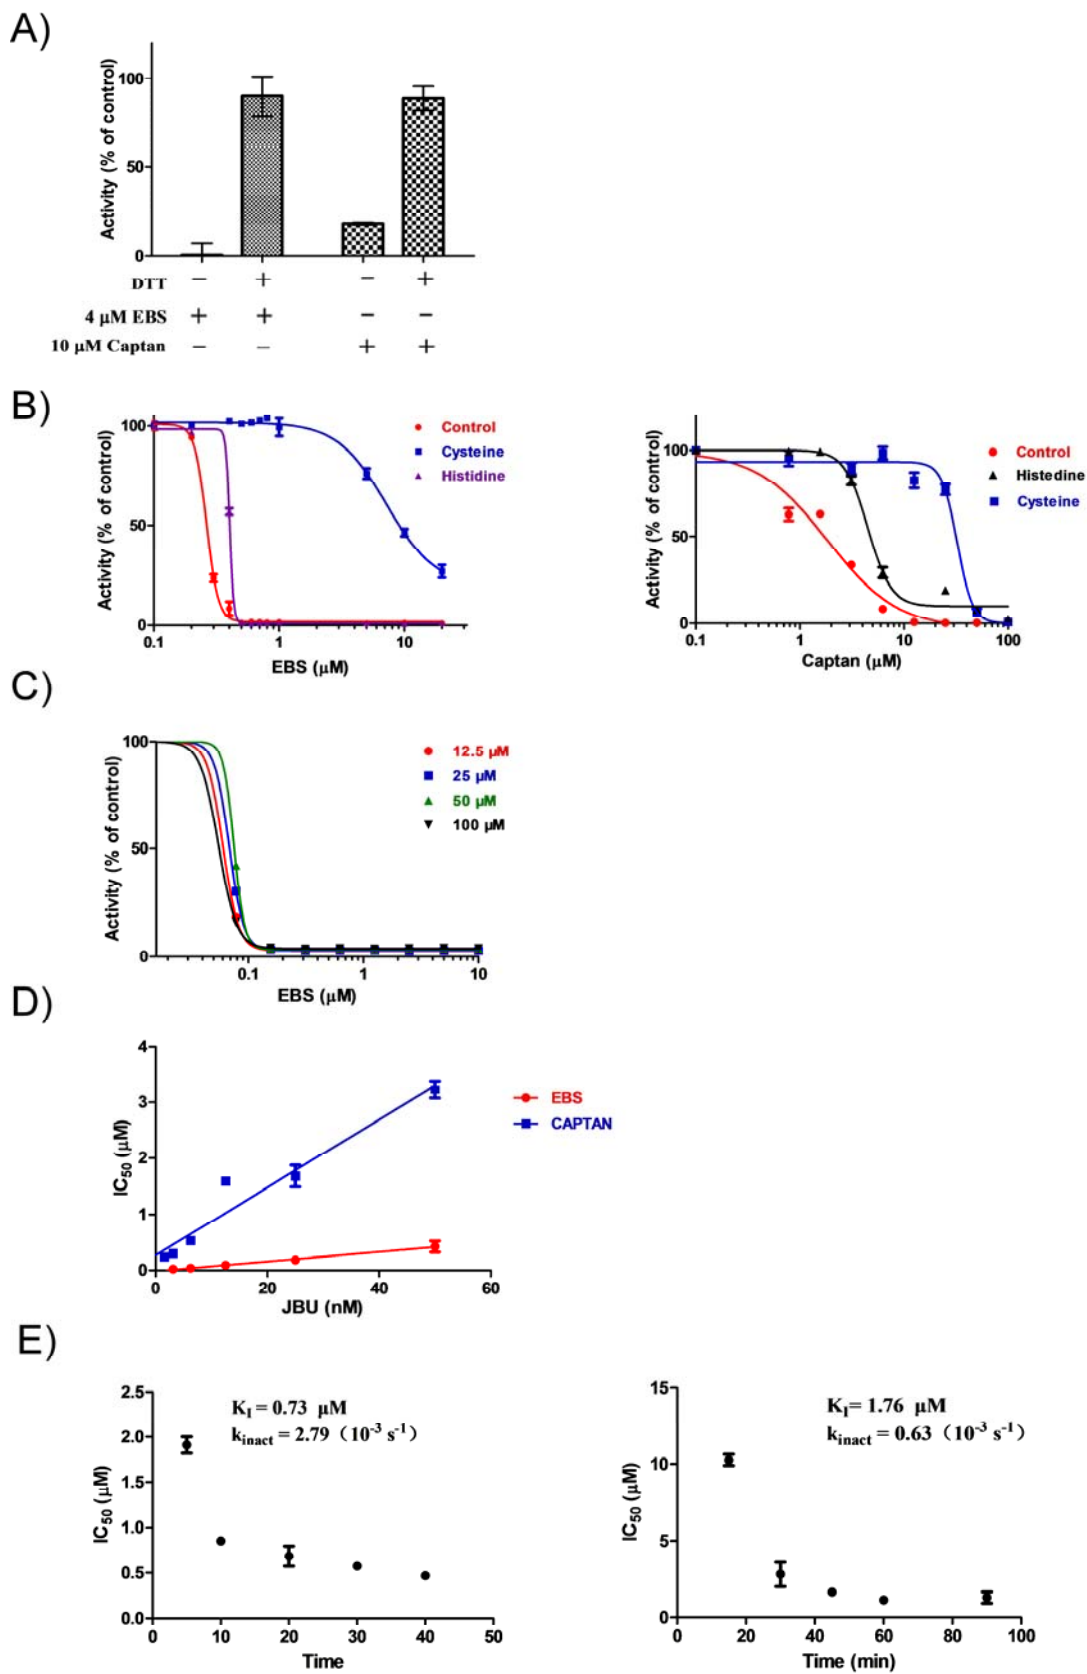 A)
Activity (% of control)
100
50
0
DTT − + − +
4 μM EBS + + − −
10 μM Captan − − + +
B)
Activity (% of control)
100
50
0
0.1 1 10
EBS (μM)
Control
Cysteine
Histidine
Activity (% of control)
100
50
0
0.1 1 10 100
Captan (μM)
Control
Histedine
Cysteine
C)
Activity (% of control)
100
50
0
0.1 1 10
EBS (μM)
12.5 μM
25 μM
50 μM
100 μM
D)
IC50 (μM)
4
3
2
1
0
0 20 40 60
JBU (nM)
EBS
CAPTAN
E)
IC50 (μM)
2.5
2.0
1.5
1.0
0.5
0.0
0 10 20 30 40 50
Time
KI = 0.73 μM
kinact = 2.79（10-3 s-1）
IC50 (μM)
15
10
5
0
0 20 40 60 80 100
Time (min)
KI= 1.76 μM
kinact = 0.63（10-3 s-1）